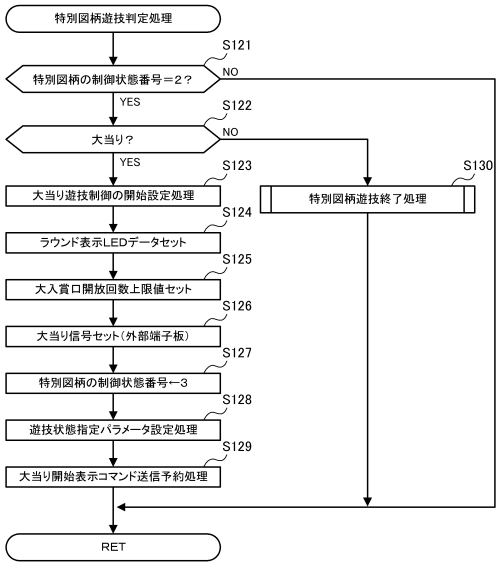 特別図柄遊技判定処理
S121
特別図柄の制御状態番号＝２？
NO
YES
S122
大当り？
NO
YES
S123
大当り遊技制御の開始設定処理
S130
特別図柄遊技終了処理
S124
ラウンド表示ＬＥＤデータセット
S125
大入賞口開放回数上限値セット
S126
大当り信号セット（外部端子板）
S127
特別図柄の制御状態番号←３
S128
遊技状態指定パラメータ設定処理
S129
大当り開始表示コマンド送信予約処理
ＲＥＴ